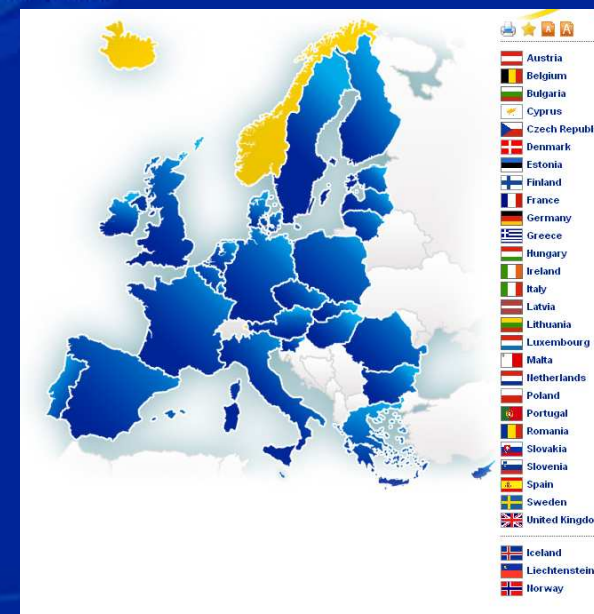 A A
Austria
Belgium
Bulgaria
Cyprus
Czech Republ
Denmark
Estonia
Finland
France
Germany
Greece
Hungary
Ireland
Italy
Latvia
Lithuania
Luxembourg
Malta
Netherlands
Poland
Portugal
Romania
Slovakia
Slovenia
Spain
Sweden
United Kingdo
Iceland
Liechtenstein
Norway